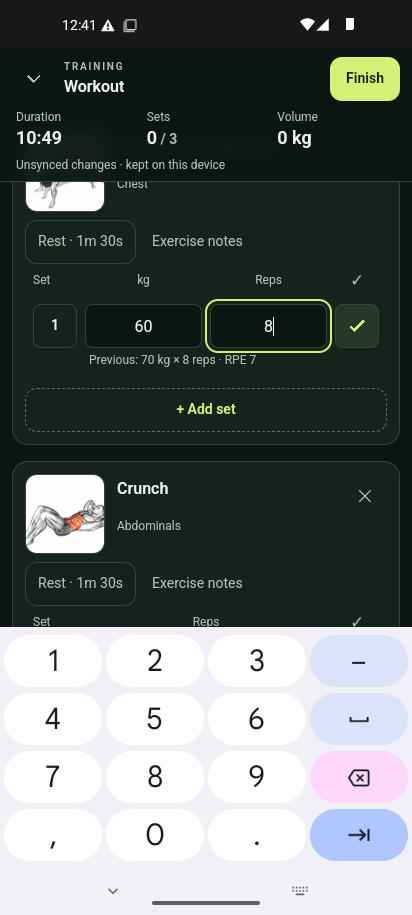 12:41
TRAINING
Workout
Finish
Duration
Sets
Volume
10:49
0 / 3
0 kg
Unsynced changes · kept on this device
Chest
Rest · 1m 30s
Exercise notes
Set
kg
Reps
✓
1
60
8
Previous: 70 kg × 8 reps · RPE 7
+ Add set
Crunch
Abdominals
Rest · 1m 30s
Exercise notes
Set
Reps
✓
1
2
3
–
4
5
6
7
8
9
,
0
.